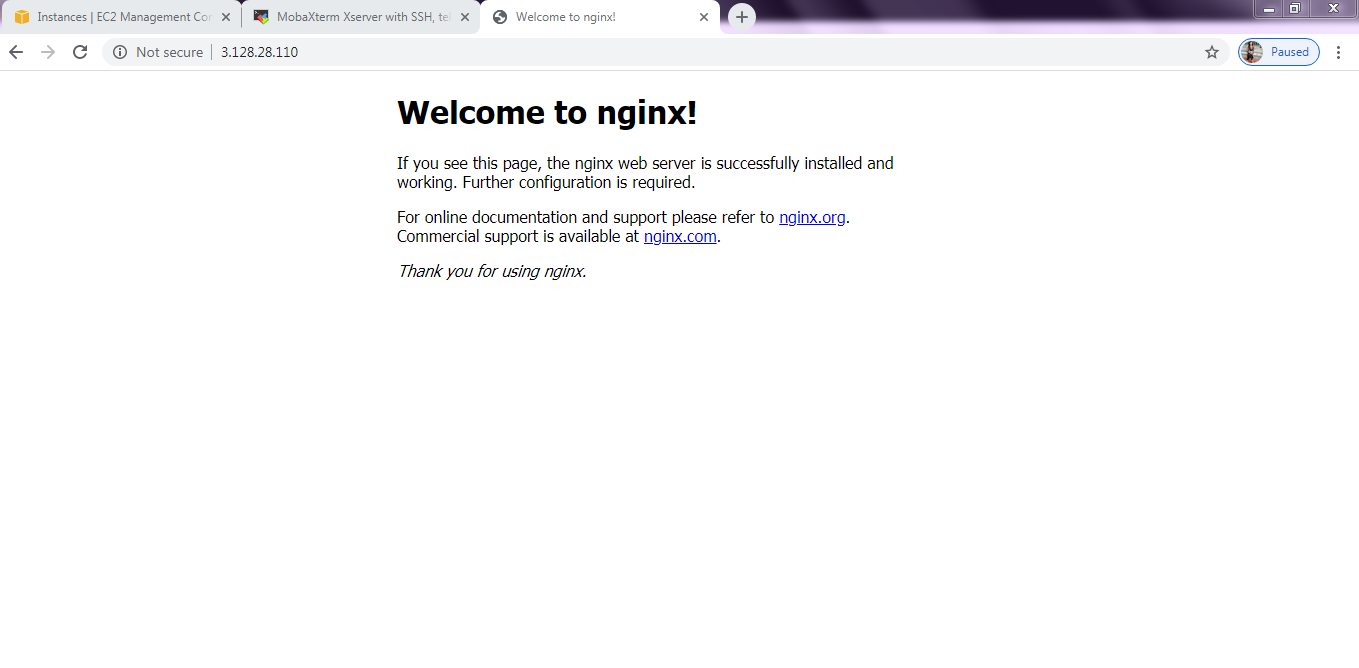 Instances | EC2 Management Con
MobaXterm Xserver with SSH, tel
Welcome to nginx!
Not secure
3.128.28.110
Paused
Welcome to nginx!
If you see this page, the nginx web server is successfully installed and
working. Further configuration is required.
For online documentation and support please refer to nginx.org.
Commercial support is available at nginx.com.
Thank you for using nginx.